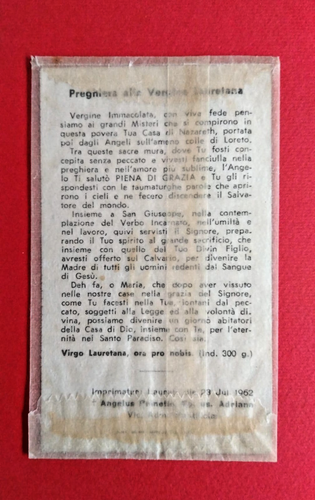 Preghiera alla Vergine Lauretana
Vergine Immacolata, con viva fede pen-
siamo ai grandi Misteri che si compirono in
questa povera Tua Casa di Nazareth, portata
poi dagli Angeli sull'ameno colle di Loreto.
Tra queste sacre mura, dove Tu fosti con-
cepita senza peccato e vivesti fanciulla nella
preghiera e nell'amore più sublime, l'Ange-
lo Ti salutò PIENA DI GRAZIA e Tu gli ri-
spondesti con le taumaturghe parole che apri-
rono i cieli e ne fecero discendere il Salva-
tore del mondo.
Insieme a San Giuseppe, nella contem-
plazione del Verbo Incarnato, nell'umiltà e
nel lavoro, quivi servisti il Signore, prepa-
rando il Tuo spirito al grande sacrificio, che
insieme con quello del Tuo Divin Figlio,
avresti offerto sul Calvario, per divenire la
Madre di tutti gli uomini redenti dal Sangue
di Gesù.
Deh fa, o Maria, che dopo aver vissuto
nelle nostre case nella grazia del Signore,
come Tu facesti nella Tua, lontani dal pec-
cato, soggetti alla Legge ed alla volontà di-
vina, possiamo divenire un giorno abitatori
della Casa di Dio, insieme con Te, per l'eter-
nità nel Santo Paradiso. Così sia.
Virgo Lauretana, ora pro nobis. (Ind. 300 g.)
Imprimatur: 29 Jul 1962
Angelus